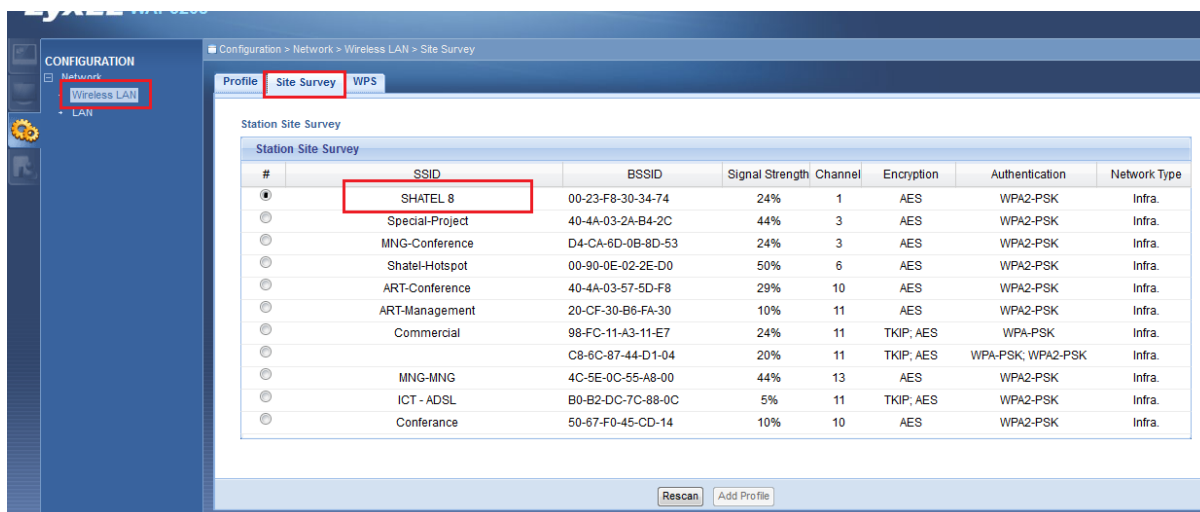 Configuration > Network > Wireless LAN > Site Survey
CONFIGURATION
Network
Wireless LAN
LAN
Profile Site Survey WPS
Station Site Survey
Station Site Survey
# SSID BSSID Signal Strength Channel Encryption Authentication Network Type
SHATEL 8 00-23-F8-30-34-74 24% 1 AES WPA2-PSK Infra.
Special-Project 40-4A-03-2A-B4-2C 44% 3 AES WPA2-PSK Infra.
MNG-Conference D4-CA-6D-0B-8D-53 24% 3 AES WPA2-PSK Infra.
Shatel-Hotspot 00-90-0E-02-2E-D0 50% 6 AES WPA2-PSK Infra.
ART-Conference 40-4A-03-57-5D-F8 29% 10 AES WPA2-PSK Infra.
ART-Management 20-CF-30-B6-FA-30 10% 11 AES WPA2-PSK Infra.
Commercial 98-FC-11-A3-11-E7 24% 11 TKIP; AES WPA-PSK Infra.
C8-6C-87-44-D1-04 20% 11 TKIP; AES WPA-PSK; WPA2-PSK Infra.
MNG-MNG 4C-5E-0C-55-A8-00 44% 13 AES WPA2-PSK Infra.
ICT - ADSL B0-B2-DC-7C-88-0C 5% 11 TKIP; AES WPA2-PSK Infra.
Conferance 50-67-F0-45-CD-14 10% 10 AES WPA2-PSK Infra.
Rescan Add Profile